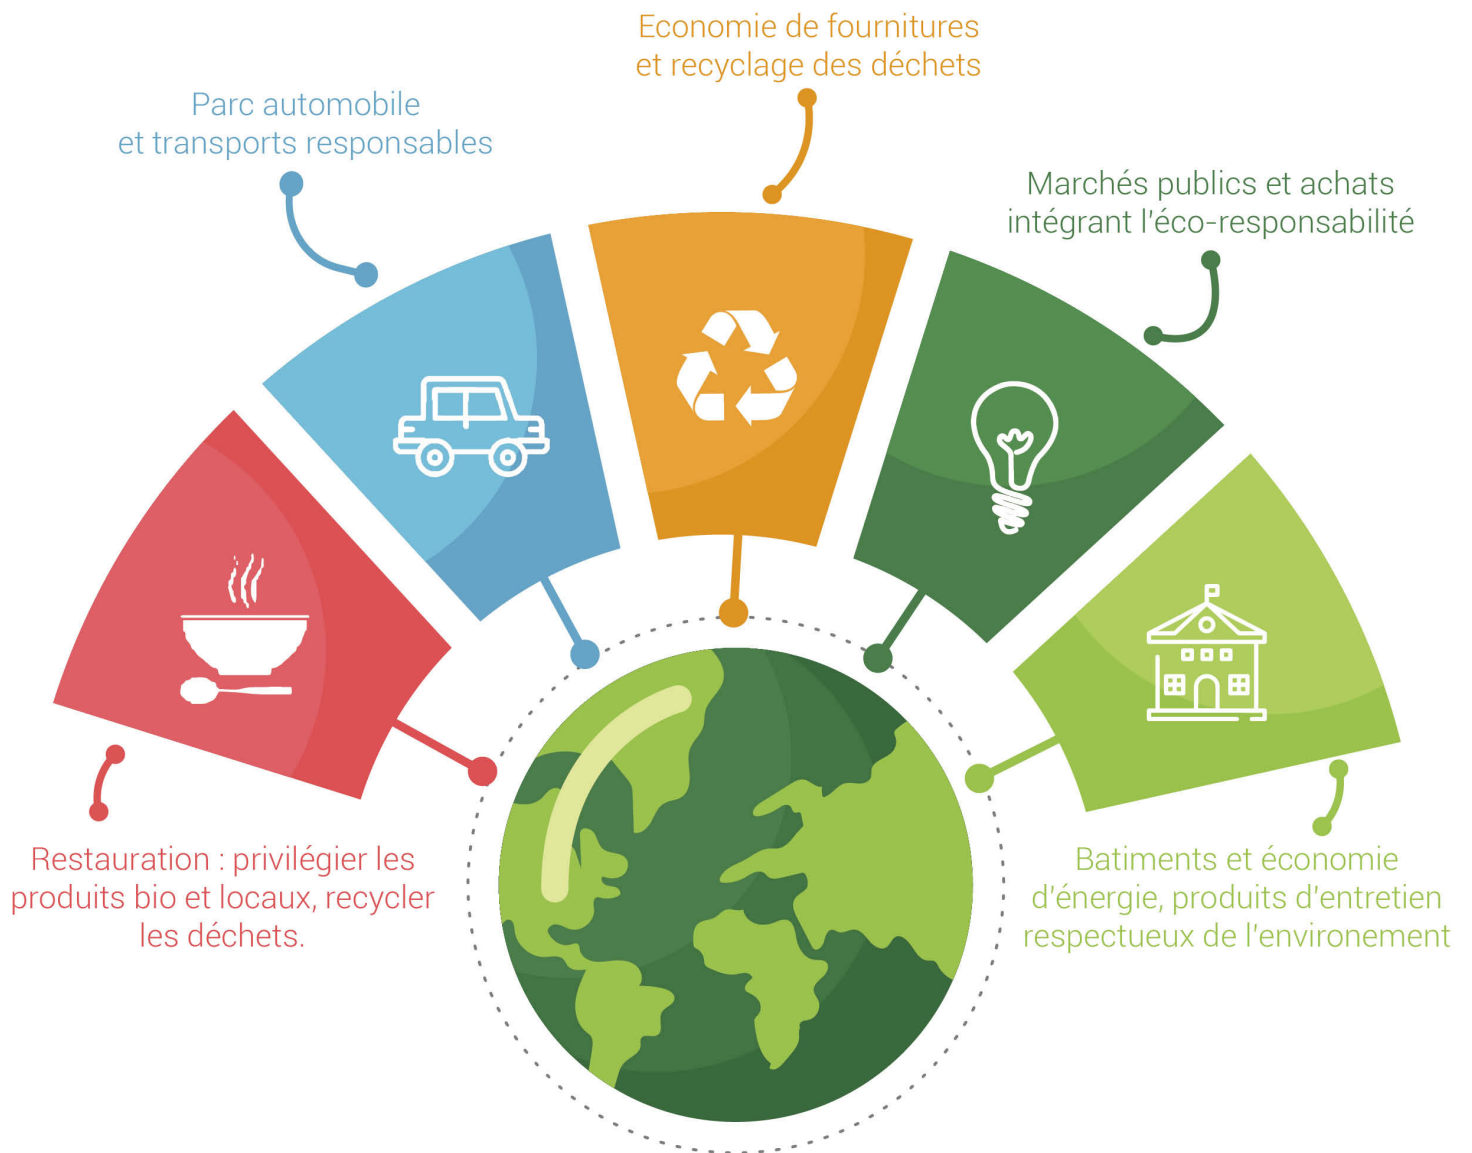 Economie de fournitures
et recyclage des déchets
Parc automobile
et transports responsables
Marchés publics et achats
intégrant l'éco-responsabilité
Restauration : privilégier les
produits bio et locaux, recycler
les déchets.
Batiments et économie
d'énergie, produits d'entretien
respectueux de l'environement